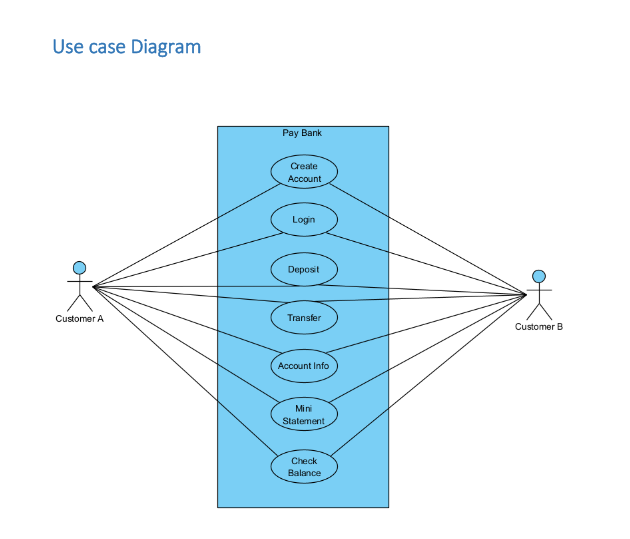 Use case Diagram
Pay Bank
Create
Account
Login
Deposit
Transfer
Account Info
Mini
Statement
Check
Balance
Customer A
Customer B